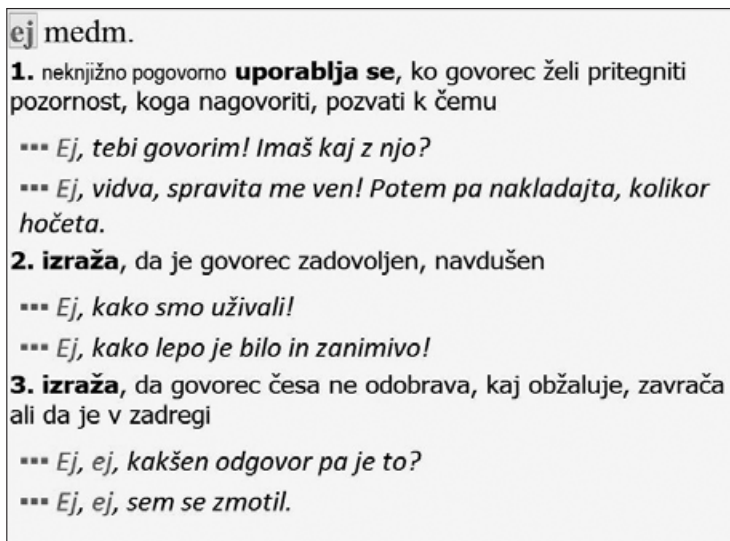 ej medm.
1. neknjižno pogovorno uporablja se, ko govorec želi pritegniti
pozornost, koga nagovoriti, pozvati k čemu
▪▪▪ Ej, tebi govorim! Imaš kaj z njo?
▪▪▪ Ej, vidva, spravita me ven! Potem pa nakladajta, kolikor
hočeta.
2. izraža, da je govorec zadovoljen, navdušen
▪▪▪ Ej, kako smo uživali!
▪▪▪ Ej, kako lepo je bilo in zanimivo!
3. izraža, da govorec česa ne odobrava, kaj obžaluje, zavrača
ali da je v zadregi
▪▪▪ Ej, ej, kakšen odgovor pa je to?
▪▪▪ Ej, ej, sem se zmotil.